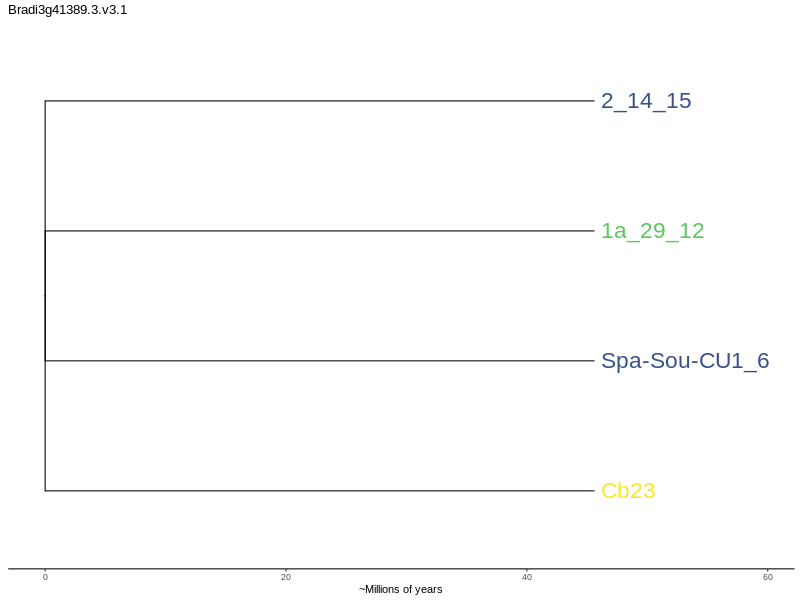 Bradi3g41389.3.v3.1
2_14_15
1a_29_12
Spa-Sou-CU1_6
Cb23
0 20 40 60
~Millions of years